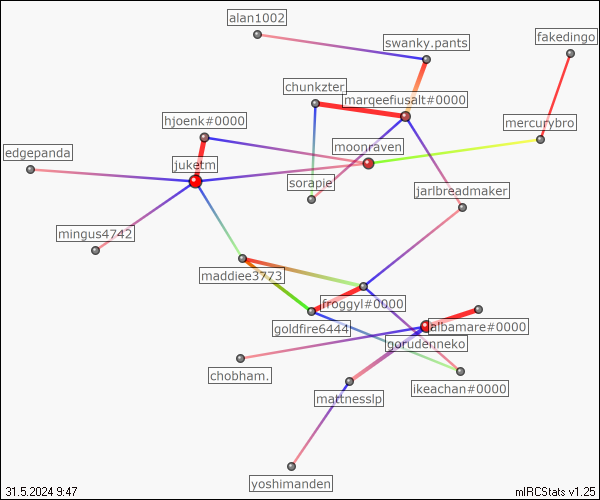 alan1002
fakedingo
swanky.pants
chunkzter
marqeefiusalt#0000
hjoenk#0000
mercurybro
moonraven
edgepanda
juketm
sorapie
jarlbreadmaker
mingus4742
maddiee3773
froggyl#0000
goldfire6444
albamare#0000
gorudenneko
chobham.
ikeachan#0000
mattnesslp
yoshimanden
31.5.2024 9:47
mIRCStats v1.25